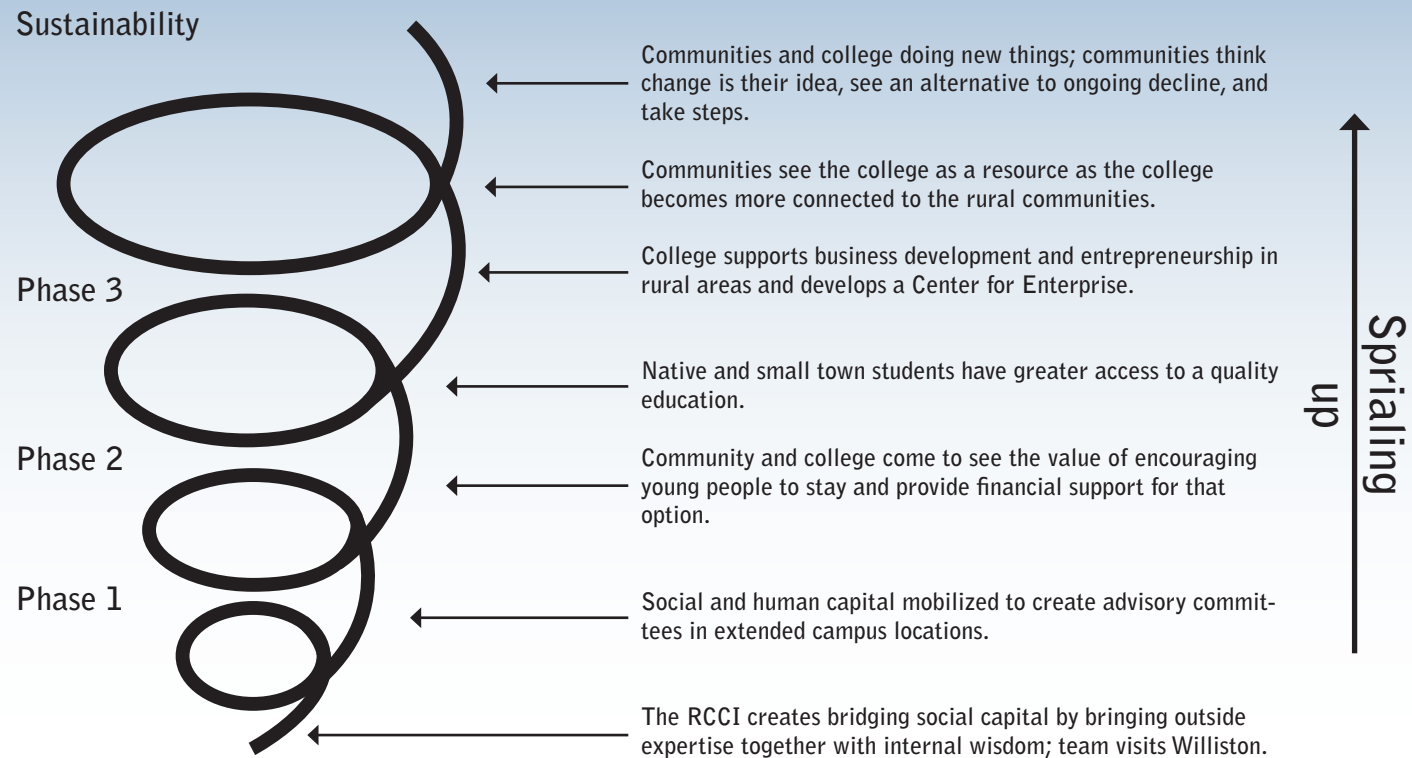 Sustainability
Communities and college doing new things; communities think
change is their idea, see an alternative to ongoing decline, and
take steps.
Communities see the college as a resource as the college
becomes more connected to the rural communities.
College supports business development and entrepreneurship in
rural areas and develops a Center for Enterprise.
Phase 3
Native and small town students have greater access to a quality
education.
Phase 2
Community and college come to see the value of encouraging
young people to stay and provide financial support for that
option.
Phase 1
Social and human capital mobilized to create advisory commit-
tees in extended campus locations.
The RCCI creates bridging social capital by bringing outside
expertise together with internal wisdom; team visits Williston.
Sprialing
up